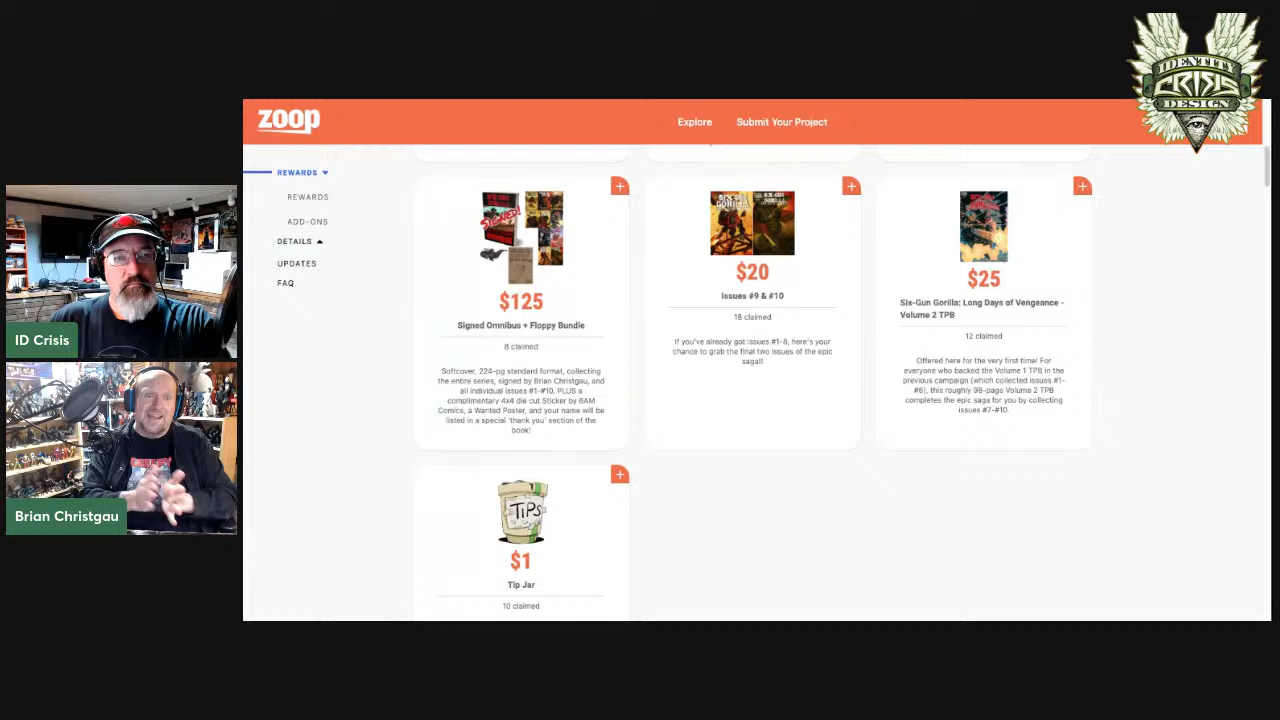 IDENTITY
CRISIS
DESIGN
zoop
Explore
Submit Your Project
REWARDS
REWARDS
ADD-ONS
DETAILS
UPDATES
FAQ
SIGNED!
$125
Signed Omnibus + Floppy Bundle
8 claimed
Softcover, 224-pg standard format, collecting
the entire series, signed by Brian Christgau, and
all individual issues #1-#10, PLUS a
complimentary 4x4 die cut Sticker by 6AM
Comics, a Wanted Poster, and your name will be
listed in a special 'thank you' section of the
book!
SIX-GUN
GORILLA
SIX-GUN
GORILLA
$20
Issues #9 & #10
18 claimed
If you've already got issues #1-8, here's your
chance to grab the final two issues of the epic
saga!!
$25
Six-Gun Gorilla: Long Days of Vengeance -
Volume 2 TPB
12 claimed
Offered here for the very first time! For
everyone who backed the Volume 1 TPB in the
previous campaign (which collected issues #1-
#6), this roughly 98-page Volume 2 TPB
completes the epic saga for you by collecting
issues #7-#10.
TIPS
$1
Tip Jar
10 claimed
ID Crisis
Brian Christgau